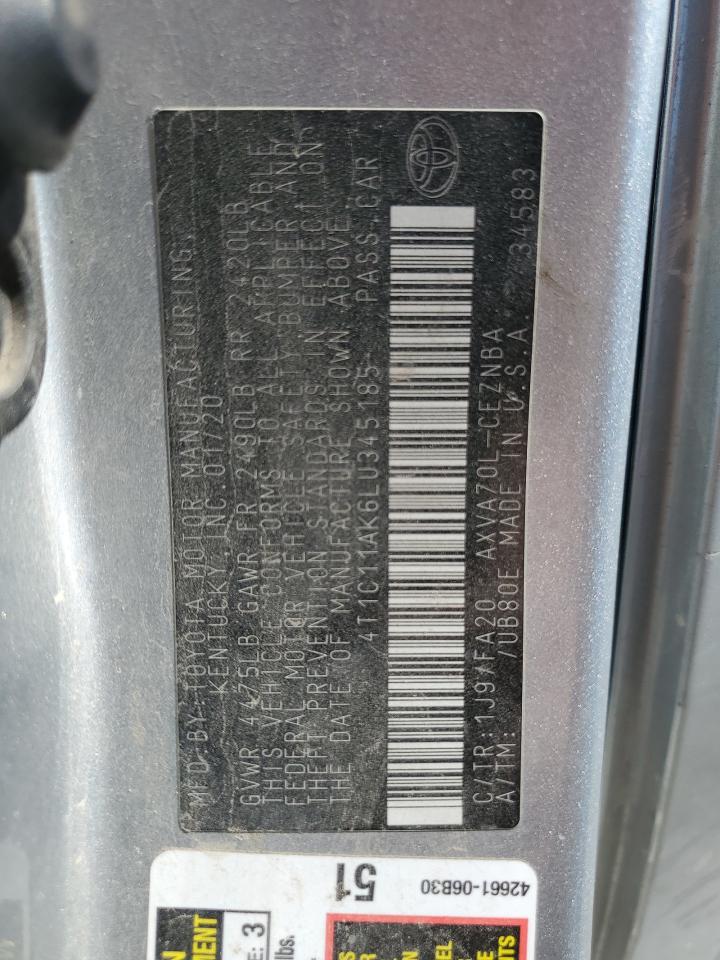 MFD. BY: TOYOTA MOTOR MANUFACTURING,
KENTUCKY, INC. 01/20
GVWR 4475LB GAWR FR 2490LB RR 2420LB
THIS VEHICLE CONFORMS TO ALL APPLICABLE
FEDERAL MOTOR VEHICLE SAFETY, BUMPER AND
THEFT PREVENTION STANDARDS IN EFFECT ON
THE DATE OF MANUFACTURE SHOWN ABOVE.
4T1C11AK6LU345185 PASS.CAR
C/TR: 1J9/FA20 AXVA70L-CEZNBA
A/TM: /UB80E MADE IN U.S.A. 34583
51
42661-06B30
E: 3
lbs.